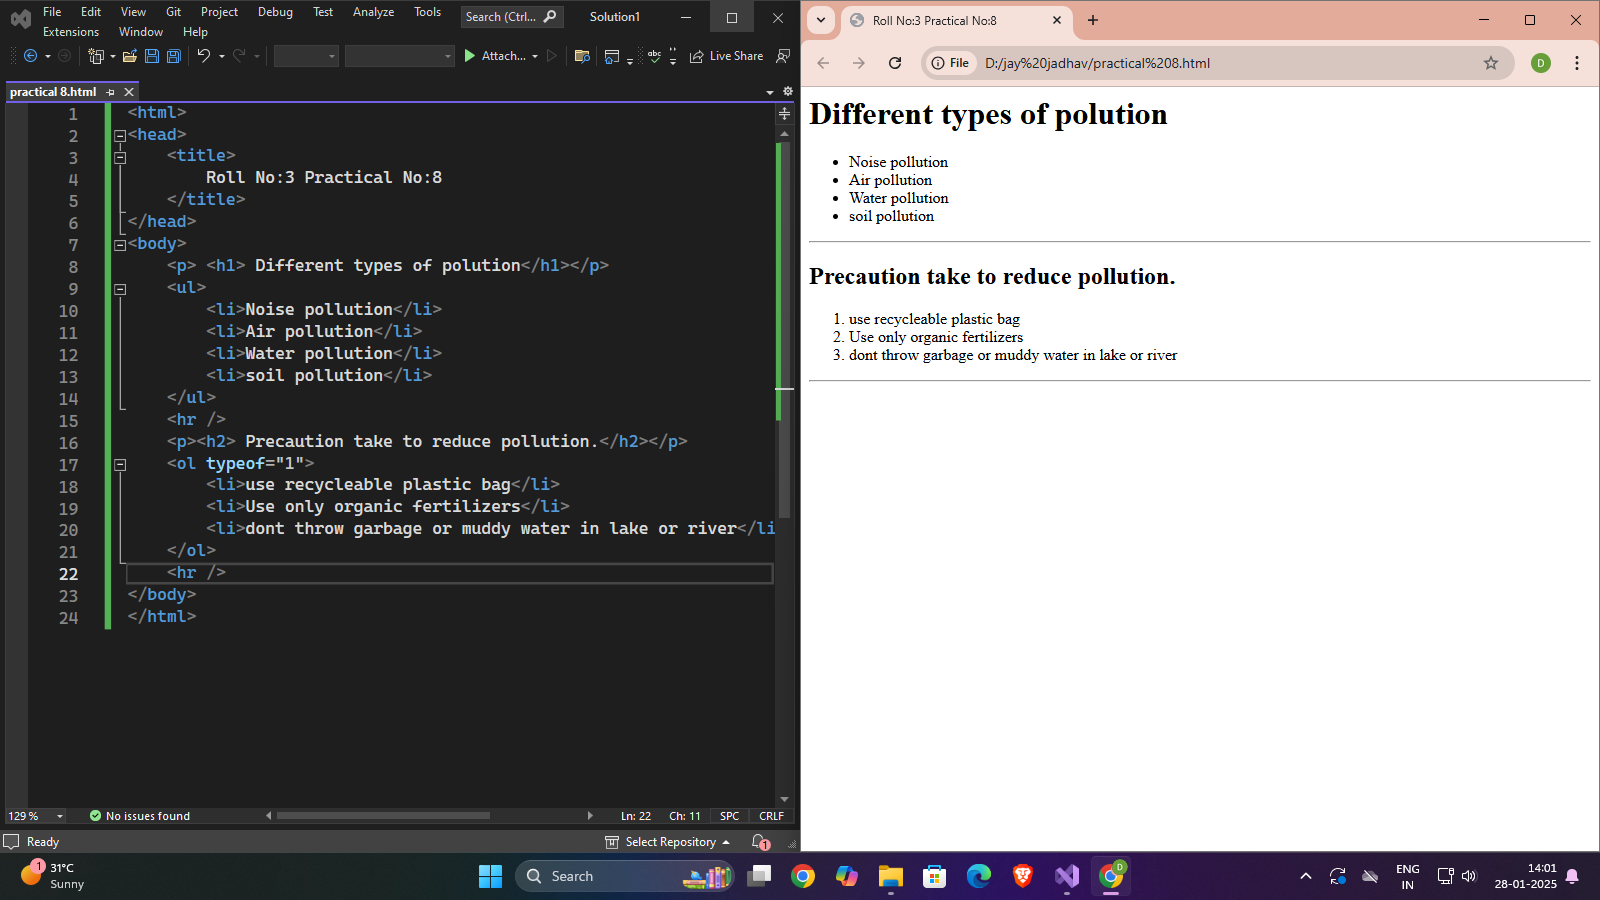 File Edit View Git Project Debug Test Analyze Tools Search (Ctrl... Solution1
Extensions Window Help
Attach...
abc
Live Share
practical 8.html
1 <html>
2 <head>
3 <title>
4 Roll No:3 Practical No:8
5 </title>
6 </head>
7 <body>
8 <p> <h1> Different types of polution</h1></p>
9 <ul>
10 <li>Noise pollution</li>
11 <li>Air pollution</li>
12 <li>Water pollution</li>
13 <li>soil pollution</li>
14 </ul>
15 <hr />
16 <p><h2> Precaution take to reduce pollution.</h2></p>
17 <ol typeof="1">
18 <li>use recycleable plastic bag</li>
19 <li>Use only organic fertilizers</li>
20 <li>dont throw garbage or muddy water in lake or river</li
21 </ol>
22 <hr />
23 </body>
24 </html>
129 % No issues found Ln: 22 Ch: 11 SPC CRLF
Ready Select Repository 1
Roll No:3 Practical No:8
File D:/jay%20jadhav/practical%208.html D
Different types of polution
• Noise pollution
• Air pollution
• Water pollution
• soil pollution
Precaution take to reduce pollution.
1. use recycleable plastic bag
2. Use only organic fertilizers
3. dont throw garbage or muddy water in lake or river
1 31°C
Sunny
Search
D
ENG
IN
14:01
28-01-2025